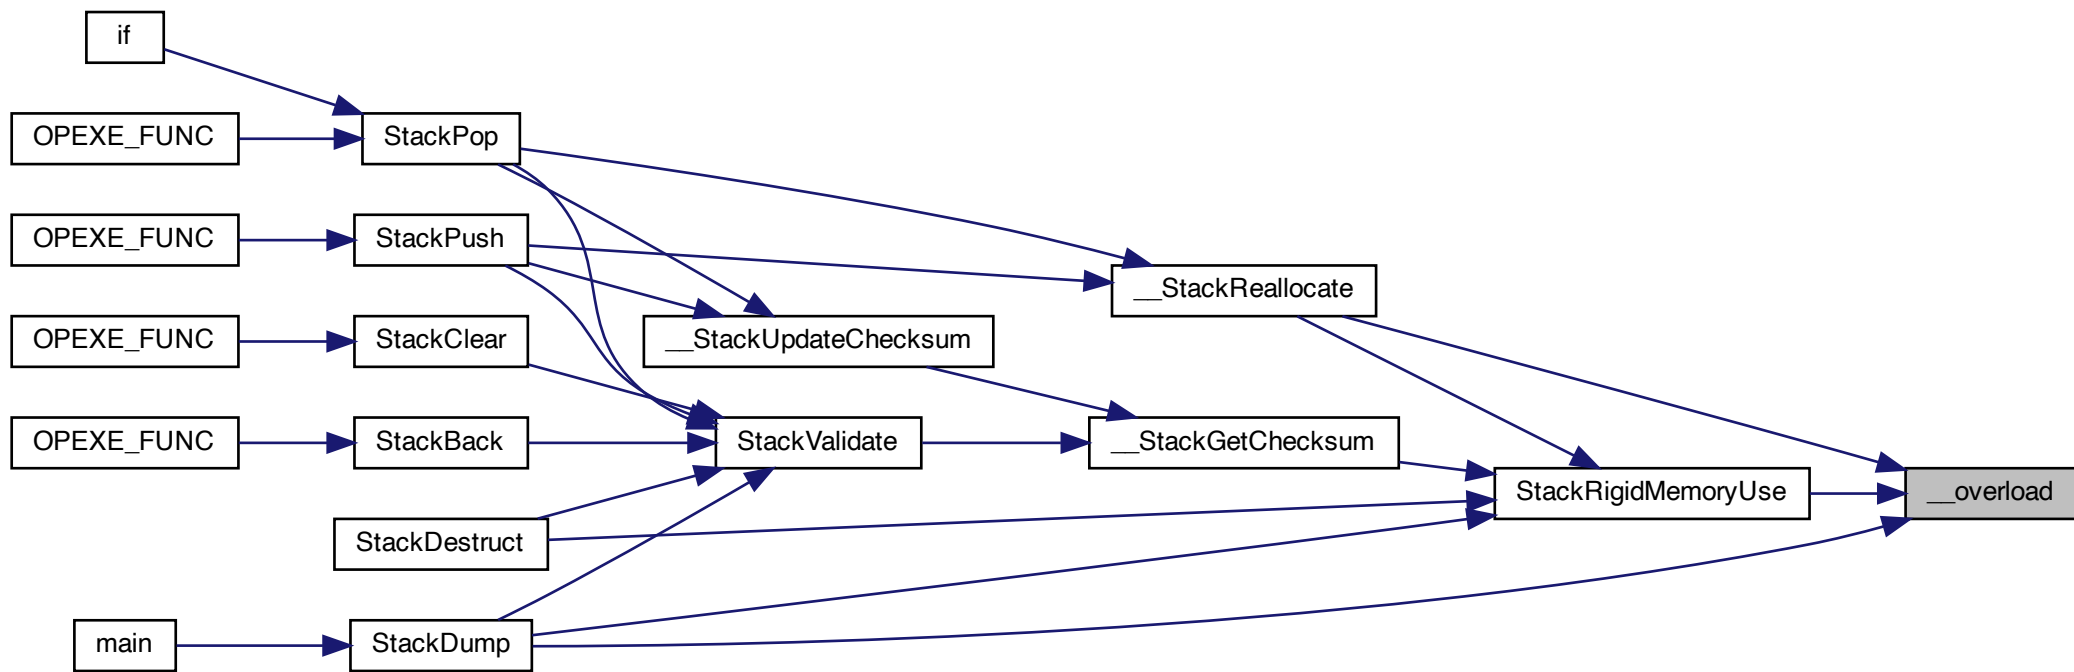 if
OPEXE_FUNC
StackPop
OPEXE_FUNC
StackPush
__StackReallocate
OPEXE_FUNC
StackClear
__StackUpdateChecksum
OPEXE_FUNC
StackBack
StackValidate
__StackGetChecksum
StackRigidMemoryUse
__overload
StackDestruct
main
StackDump